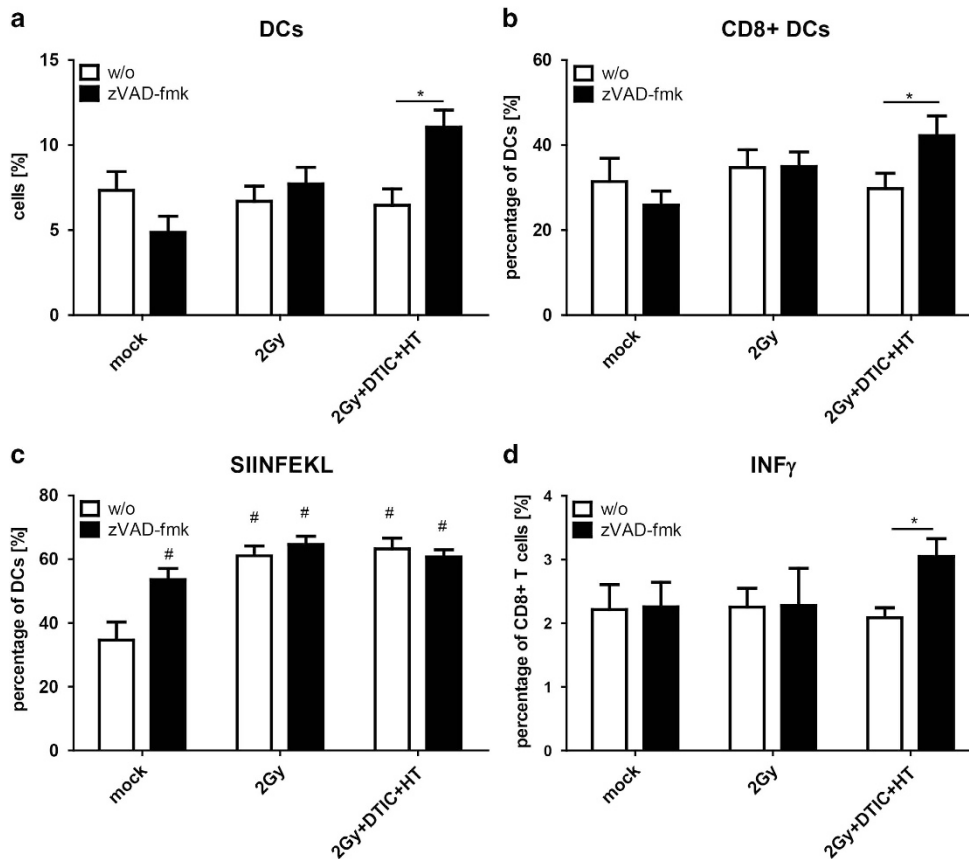 a
DCs
w/o
zVAD-fmk
*
cells [%]
15
10
5
0
mock
2Gy
2Gy+DTIC+HT
b
CD8+ DCs
w/o
zVAD-fmk
*
percentage of DCs [%]
60
40
20
0
mock
2Gy
2Gy+DTIC+HT
c
SIINFEKL
w/o
zVAD-fmk
#
#
#
#
#
percentage of DCs [%]
80
60
40
20
0
mock
2Gy
2Gy+DTIC+HT
d
INFγ
w/o
zVAD-fmk
*
percentage of CD8+ T cells [%]
4
3
2
1
0
mock
2Gy
2Gy+DTIC+HT